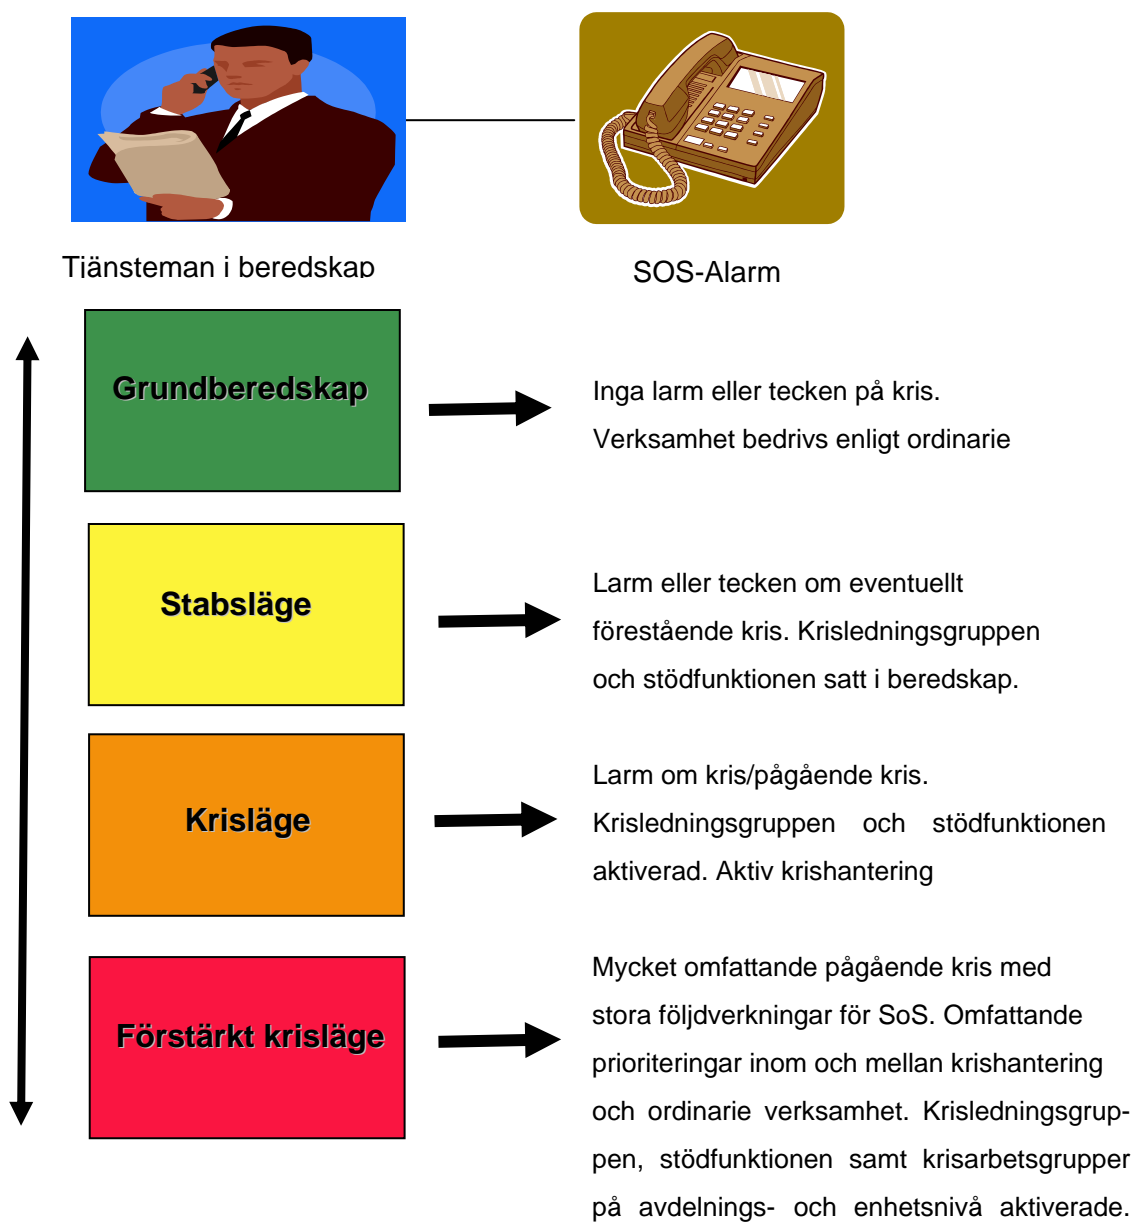 Tjänsteman i beredskap
SOS-Alarm
Grundberedskap
Inga larm eller tecken på kris.
Verksamhet bedrivs enligt ordinarie
Stabsläge
Larm eller tecken om eventuellt
förestående kris. Krisledningsgruppen
och stödfunktionen satt i beredskap.
Krisläge
Larm om kris/pågående kris.
Krisledningsgruppen och stödfunktionen
aktiverad. Aktiv krishantering
Förstärkt krisläge
Mycket omfattande pågående kris med
stora följdverkningar för SoS. Omfattande
prioriteringar inom och mellan krishantering
och ordinarie verksamhet. Krisledningsgrup-
pen, stödfunktionen samt krisarbetsgrupper
på avdelnings- och enhetsnivå aktiverade.